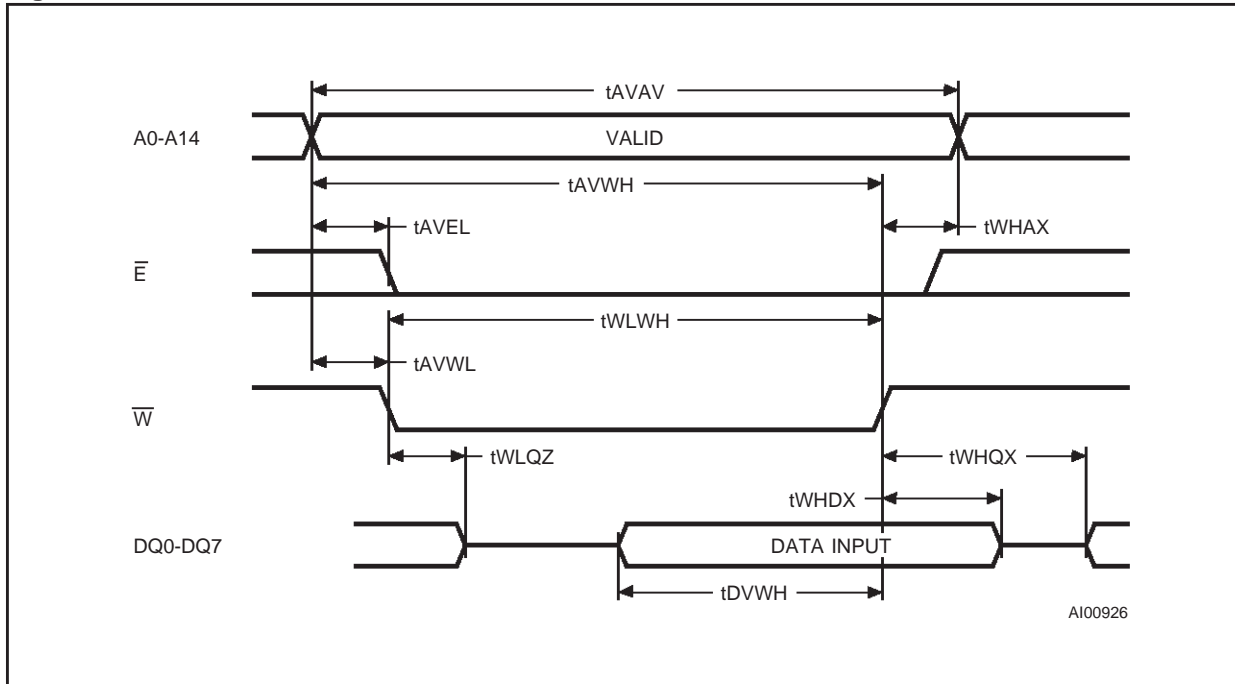 tAVAV
A0-A14 VALID
tAVWH
tAVEL tWHAX
E̅
tWLWH
tAVWL
W̅
tWLQZ tWHQX
tWHDX
DQ0-DQ7 DATA INPUT
tDVWH
AI00926